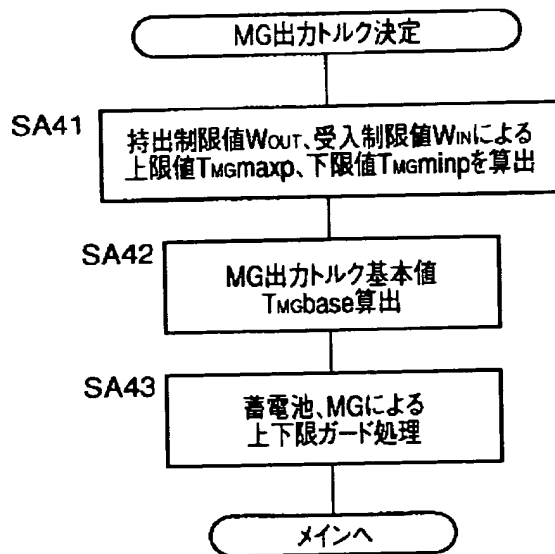 MG出力トルク決定
SA41
持出制限値WOUT、受入制限値WINによる
上限値TMGmaxp、下限値TMGminpを算出
SA42
MG出力トルク基本値
TMGbase算出
SA43
蓄電池、MGによる
上下限ガード処理
メインへ